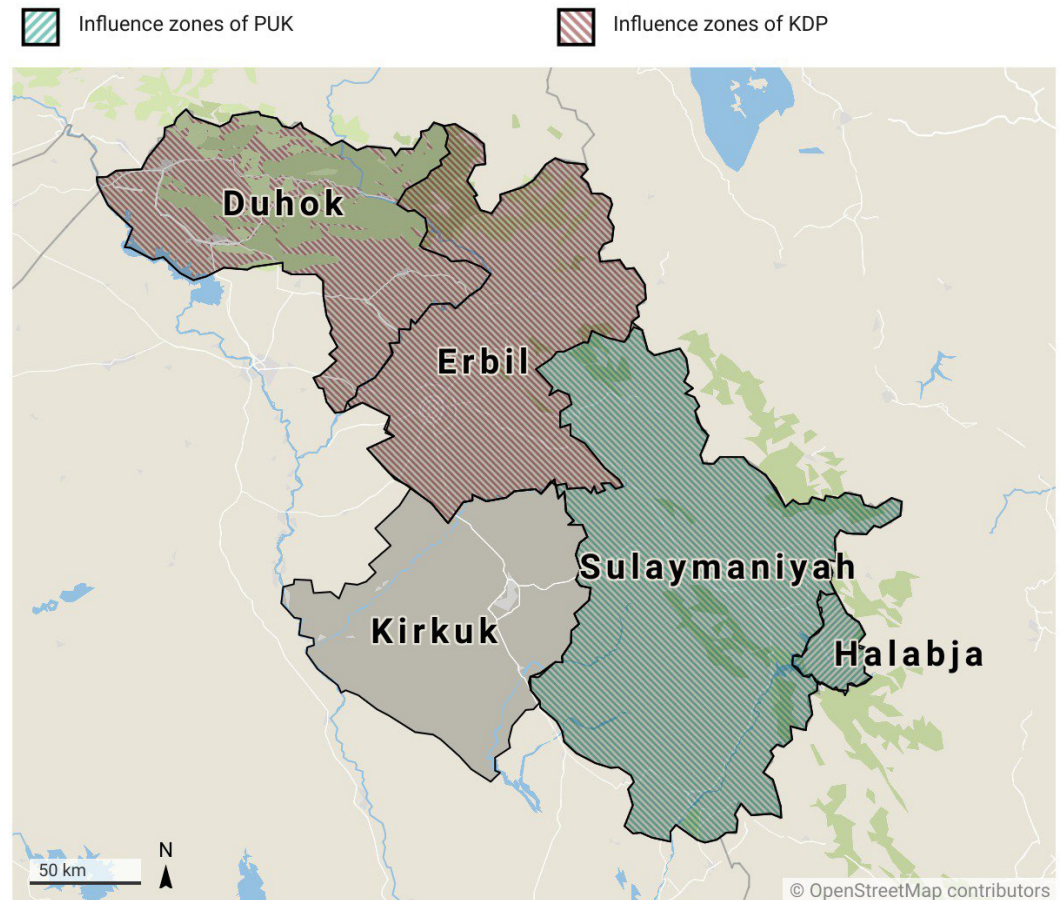 Influence zones of PUK
Influence zones of KDP
Duhok
Erbil
Sulaymaniyah
Kirkuk
Halabja
N
50 km
© OpenStreetMap contributors